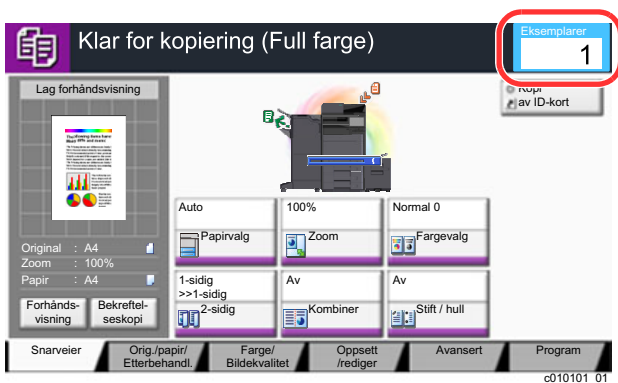 Klar for kopiering (Full farge)
Eksemplarer
1
Lag forhåndsvisning
Kopi
av ID-kort
Original : A4
Zoom : 100%
Papir : A4
Forhånds-
visning
Bekreftel-
seskopi
Auto
Papirvalg
100%
Zoom
Normal 0
Fargevalg
1-sidig
>>1-sidig
2-sidig
Av
Kombiner
Av
Stift / hull
Snarveier
Orig./papir/
Etterbehandl.
Farge/
Bildekvalitet
Oppsett
/rediger
Avansert
Program
c010101_01